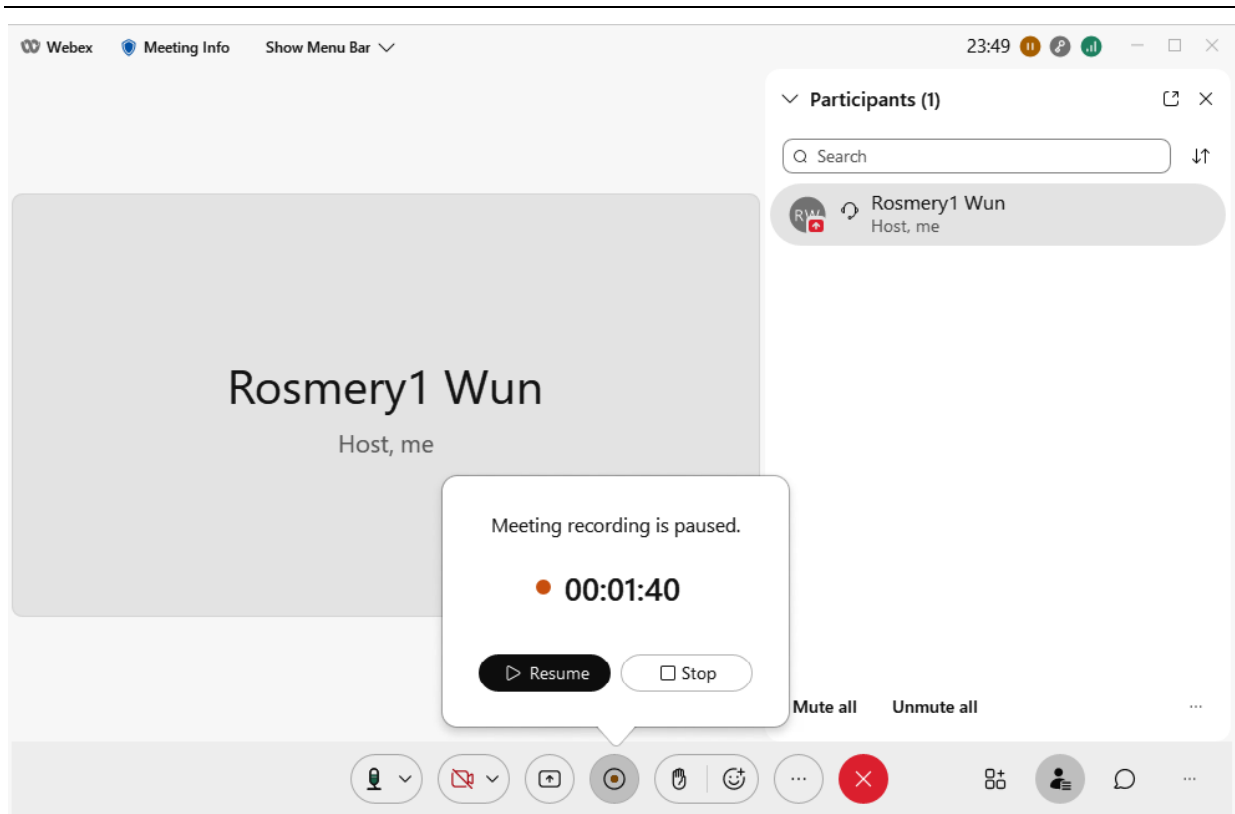 Webex Meeting Info Show Menu Bar 23:49
Participants (1)
Search
RW Rosmery1 Wun
Host, me
Rosmery1 Wun
Host, me
Meeting recording is paused.
00:01:40
Resume Stop
Mute all Unmute all